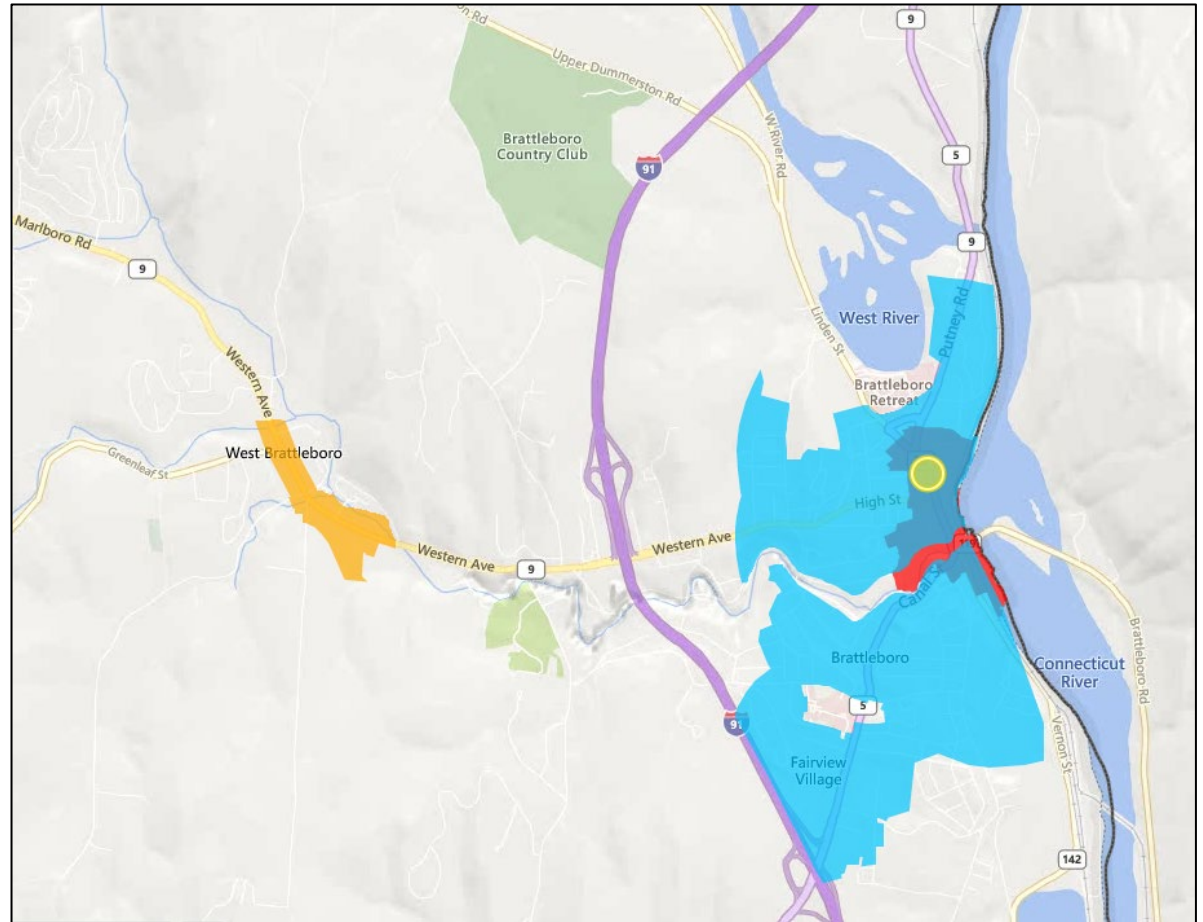 on Rd
9
Upper Dummerston Rd
Brattleboro
Country Club
91
W River Rd
5
Marlboro Rd
9
9
West River
Putney Rd
Linden St
Western Ave
Brattleboro
Retreat
West Brattleboro
Greenleaf St
High St
Western Ave
Western Ave
9
Canal St
Brattleboro
Connecticut
River
Brattleboro Rd
5
91
Vernon St
Fairview
Village
142